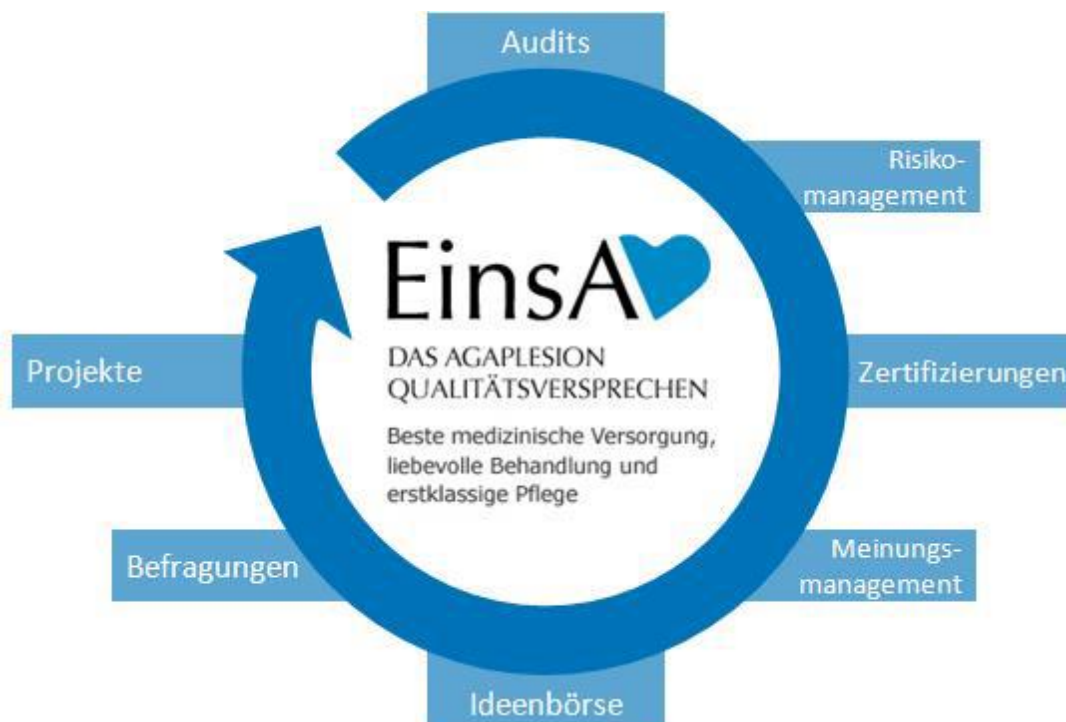 Audits
Risiko-
management
EinsA
DAS AGAPLESION
QUALITÄTSVERSPRECHEN
Projekte
Zertifizierungen
Beste medizinische Versorgung,
liebevolle Behandlung und
erstklassige Pflege
Befragungen
Meinungs-
management
Ideenbörse